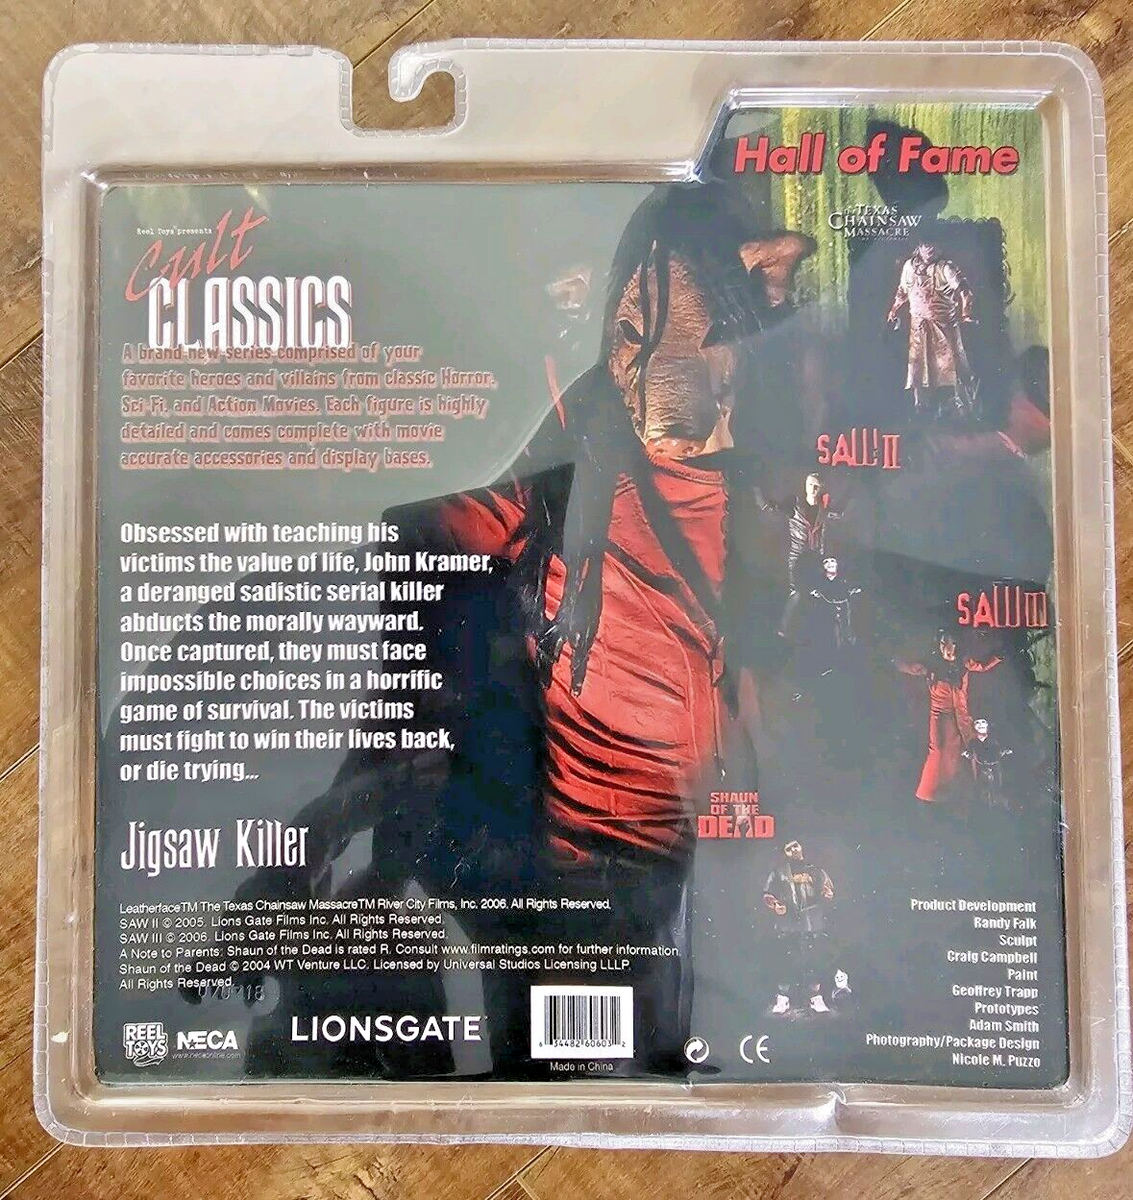 Hall of Fame
Reel Toys presents
Cult
CLASSICS
A brand-new series comprised of your
favorite heroes and villains from classic Horror,
Sci-Fi, and Action Movies. Each figure is highly
detailed and comes complete with movie
accurate accessories and display bases.
Obsessed with teaching his
victims the value of life, John Kramer,
a deranged sadistic serial killer
abducts the morally wayward.
Once captured, they must face
impossible choices in a horrific
game of survival. The victims
must fight to win their lives back,
or die trying...
Jigsaw Killer
TEXAS
CHAINSAW
MASSACRE
SAW II
SAW III
SHAUN
OF THE
DEAD
Leatherface™ The Texas Chainsaw Massacre™ River City Films, Inc. 2006. All Rights Reserved.
SAW II © 2005. Lions Gate Films Inc. All Rights Reserved.
SAW III © 2006. Lions Gate Films Inc. All Rights Reserved.
A Note to Parents: Shaun of the Dead is rated R. Consult www.filmratings.com for further information.
Shaun of the Dead © 2004 WT Venture LLC. Licensed by Universal Studios Licensing LLLP.
All Rights Reserved.
REEL
TOYS
NECA
www.necaonline.com
LIONSGATE
6 34482 60603 2
Made in China
CE
Product Development
Randy Falk
Sculpt
Craig Campbell
Paint
Geoffrey Trapp
Prototypes
Adam Smith
Photography/Package Design
Nicole M. Puzzo